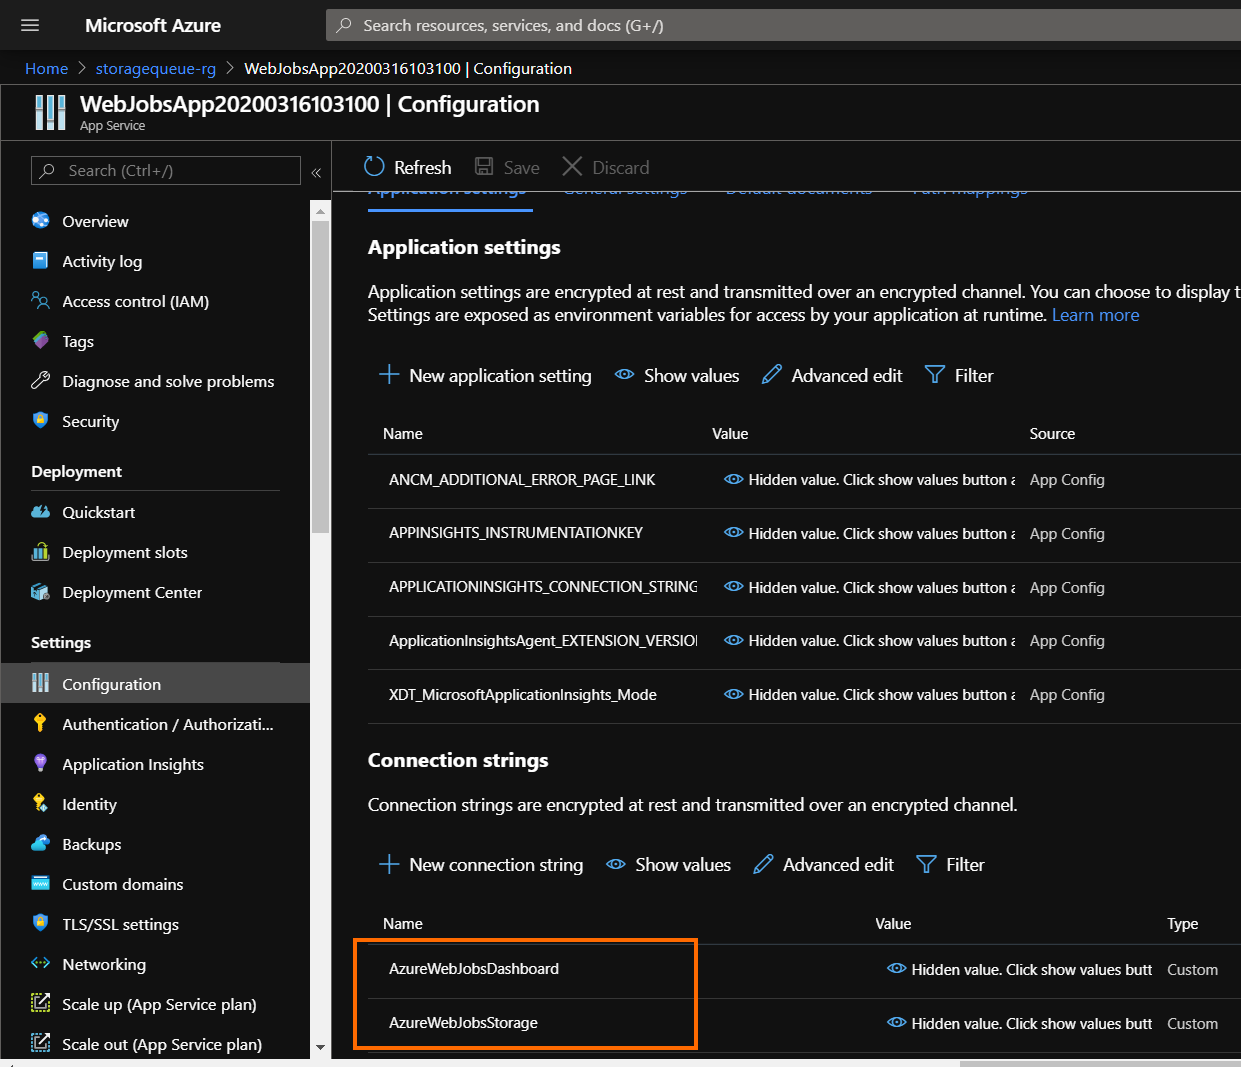 Microsoft Azure
Search resources, services, and docs (G+/)
Home > storagequeue-rg > WebJobsApp20200316103100 | Configuration
WebJobsApp20200316103100 | Configuration
App Service
Search (Ctrl+/)
«
Overview
Activity log
Access control (IAM)
Tags
Diagnose and solve problems
Security
Deployment
Quickstart
Deployment slots
Deployment Center
Settings
Configuration
Authentication / Authorizati...
Application Insights
Identity
Backups
Custom domains
TLS/SSL settings
Networking
Scale up (App Service plan)
Scale out (App Service plan)
Refresh Save Discard
Application settings General settings Default documents Path mappings
Application settings
Application settings are encrypted at rest and transmitted over an encrypted channel. You can choose to display t
Settings are exposed as environment variables for access by your application at runtime. Learn more
New application setting Show values Advanced edit Filter
Name Value Source
ANCM_ADDITIONAL_ERROR_PAGE_LINK Hidden value. Click show values button a App Config
APPINSIGHTS_INSTRUMENTATIONKEY Hidden value. Click show values button a App Config
APPLICATIONINSIGHTS_CONNECTION_STRING Hidden value. Click show values button a App Config
ApplicationInsightsAgent_EXTENSION_VERSION Hidden value. Click show values button a App Config
XDT_MicrosoftApplicationInsights_Mode Hidden value. Click show values button a App Config
Connection strings
Connection strings are encrypted at rest and transmitted over an encrypted channel.
New connection string Show values Advanced edit Filter
Name Value Type
AzureWebJobsDashboard Hidden value. Click show values butt Custom
AzureWebJobsStorage Hidden value. Click show values butt Custom